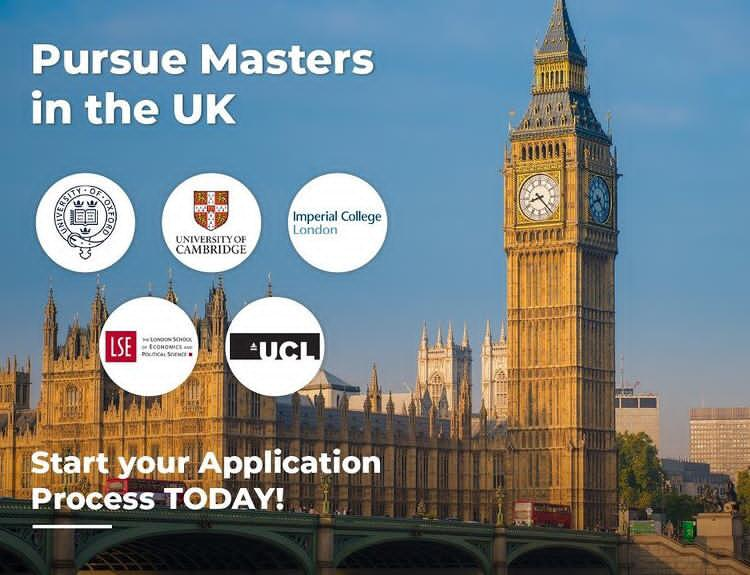 Pursue Masters
in the UK
UNIVERSITY·OF·OXFORD
UNIVERSITY OF
CAMBRIDGE
Imperial College
London
LSE
THE LONDON SCHOOL
OF ECONOMICS AND
POLITICAL SCIENCE
UCL
Start your Application
Process TODAY!